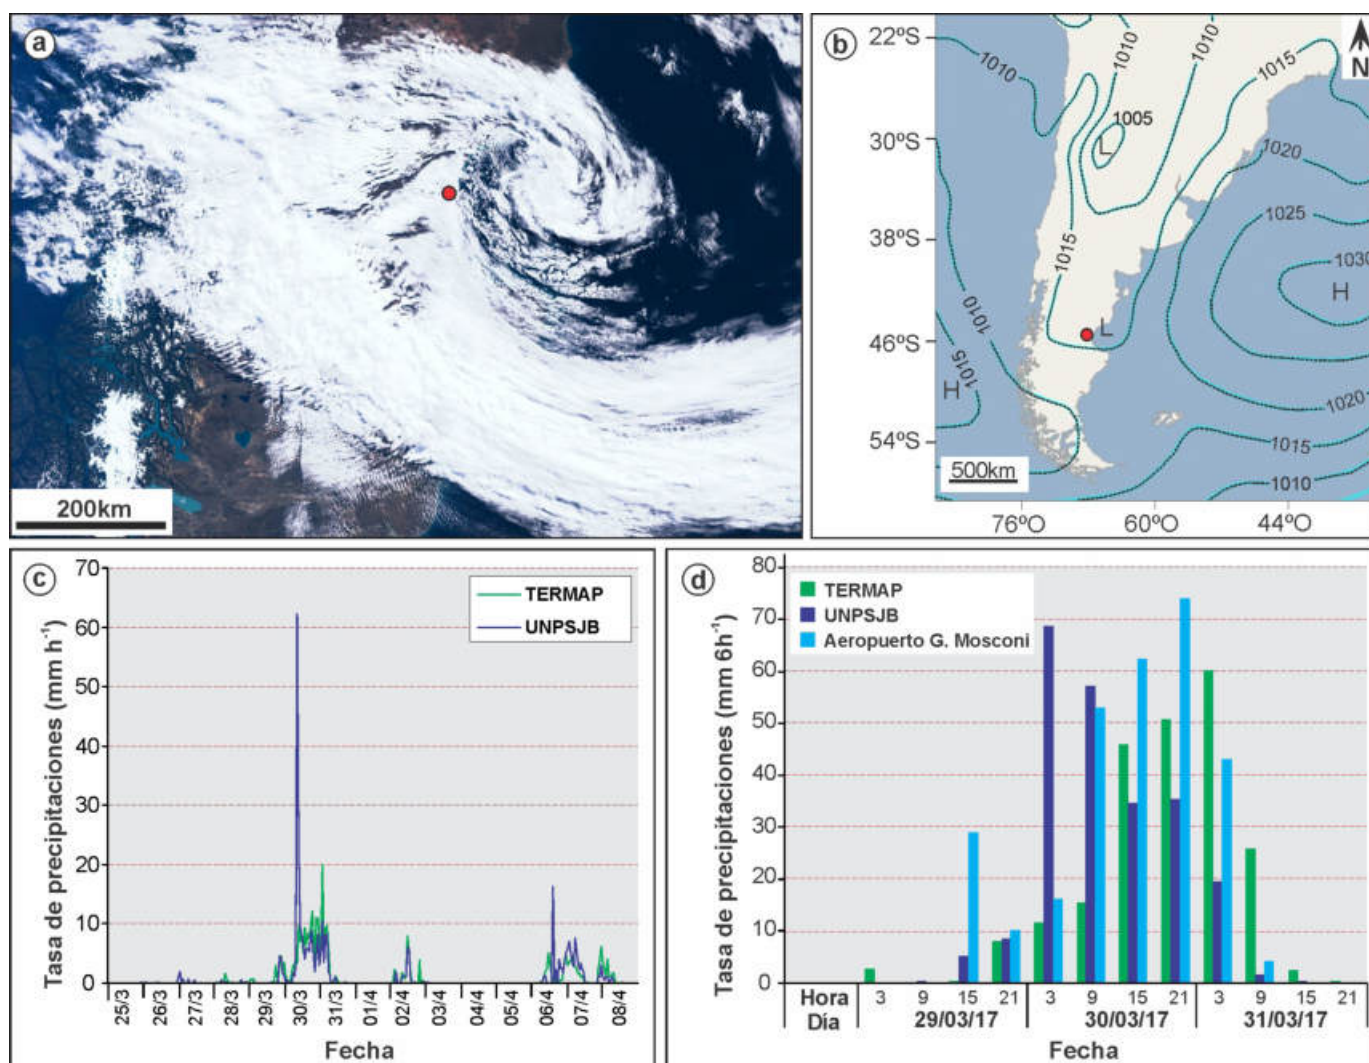 a
200km
b
N
22ºS
30ºS
38ºS
46ºS
54ºS
1010
1010
1010
1015
1005
L
1020
1025
1030
H
1015
L
1010
1015
H
1020
1015
1010
500km
76ºO
60ºO
44ºO
c
TERMAP
UNPSJB
Tasa de precipitaciones (mm h⁻¹)
70
60
50
40
30
20
10
0
25/3
26/3
27/3
28/3
29/3
30/3
31/3
01/4
02/4
03/4
04/4
05/4
06/4
07/4
08/4
Fecha
d
TERMAP
UNPSJB
Aeropuerto G. Mosconi
Tasa de precipitaciones (mm 6h⁻¹)
80
70
60
50
40
30
20
10
0
Hora 3 9 15 21 3 9 15 21 3 9 15 21
Día 29/03/17 30/03/17 31/03/17
Fecha